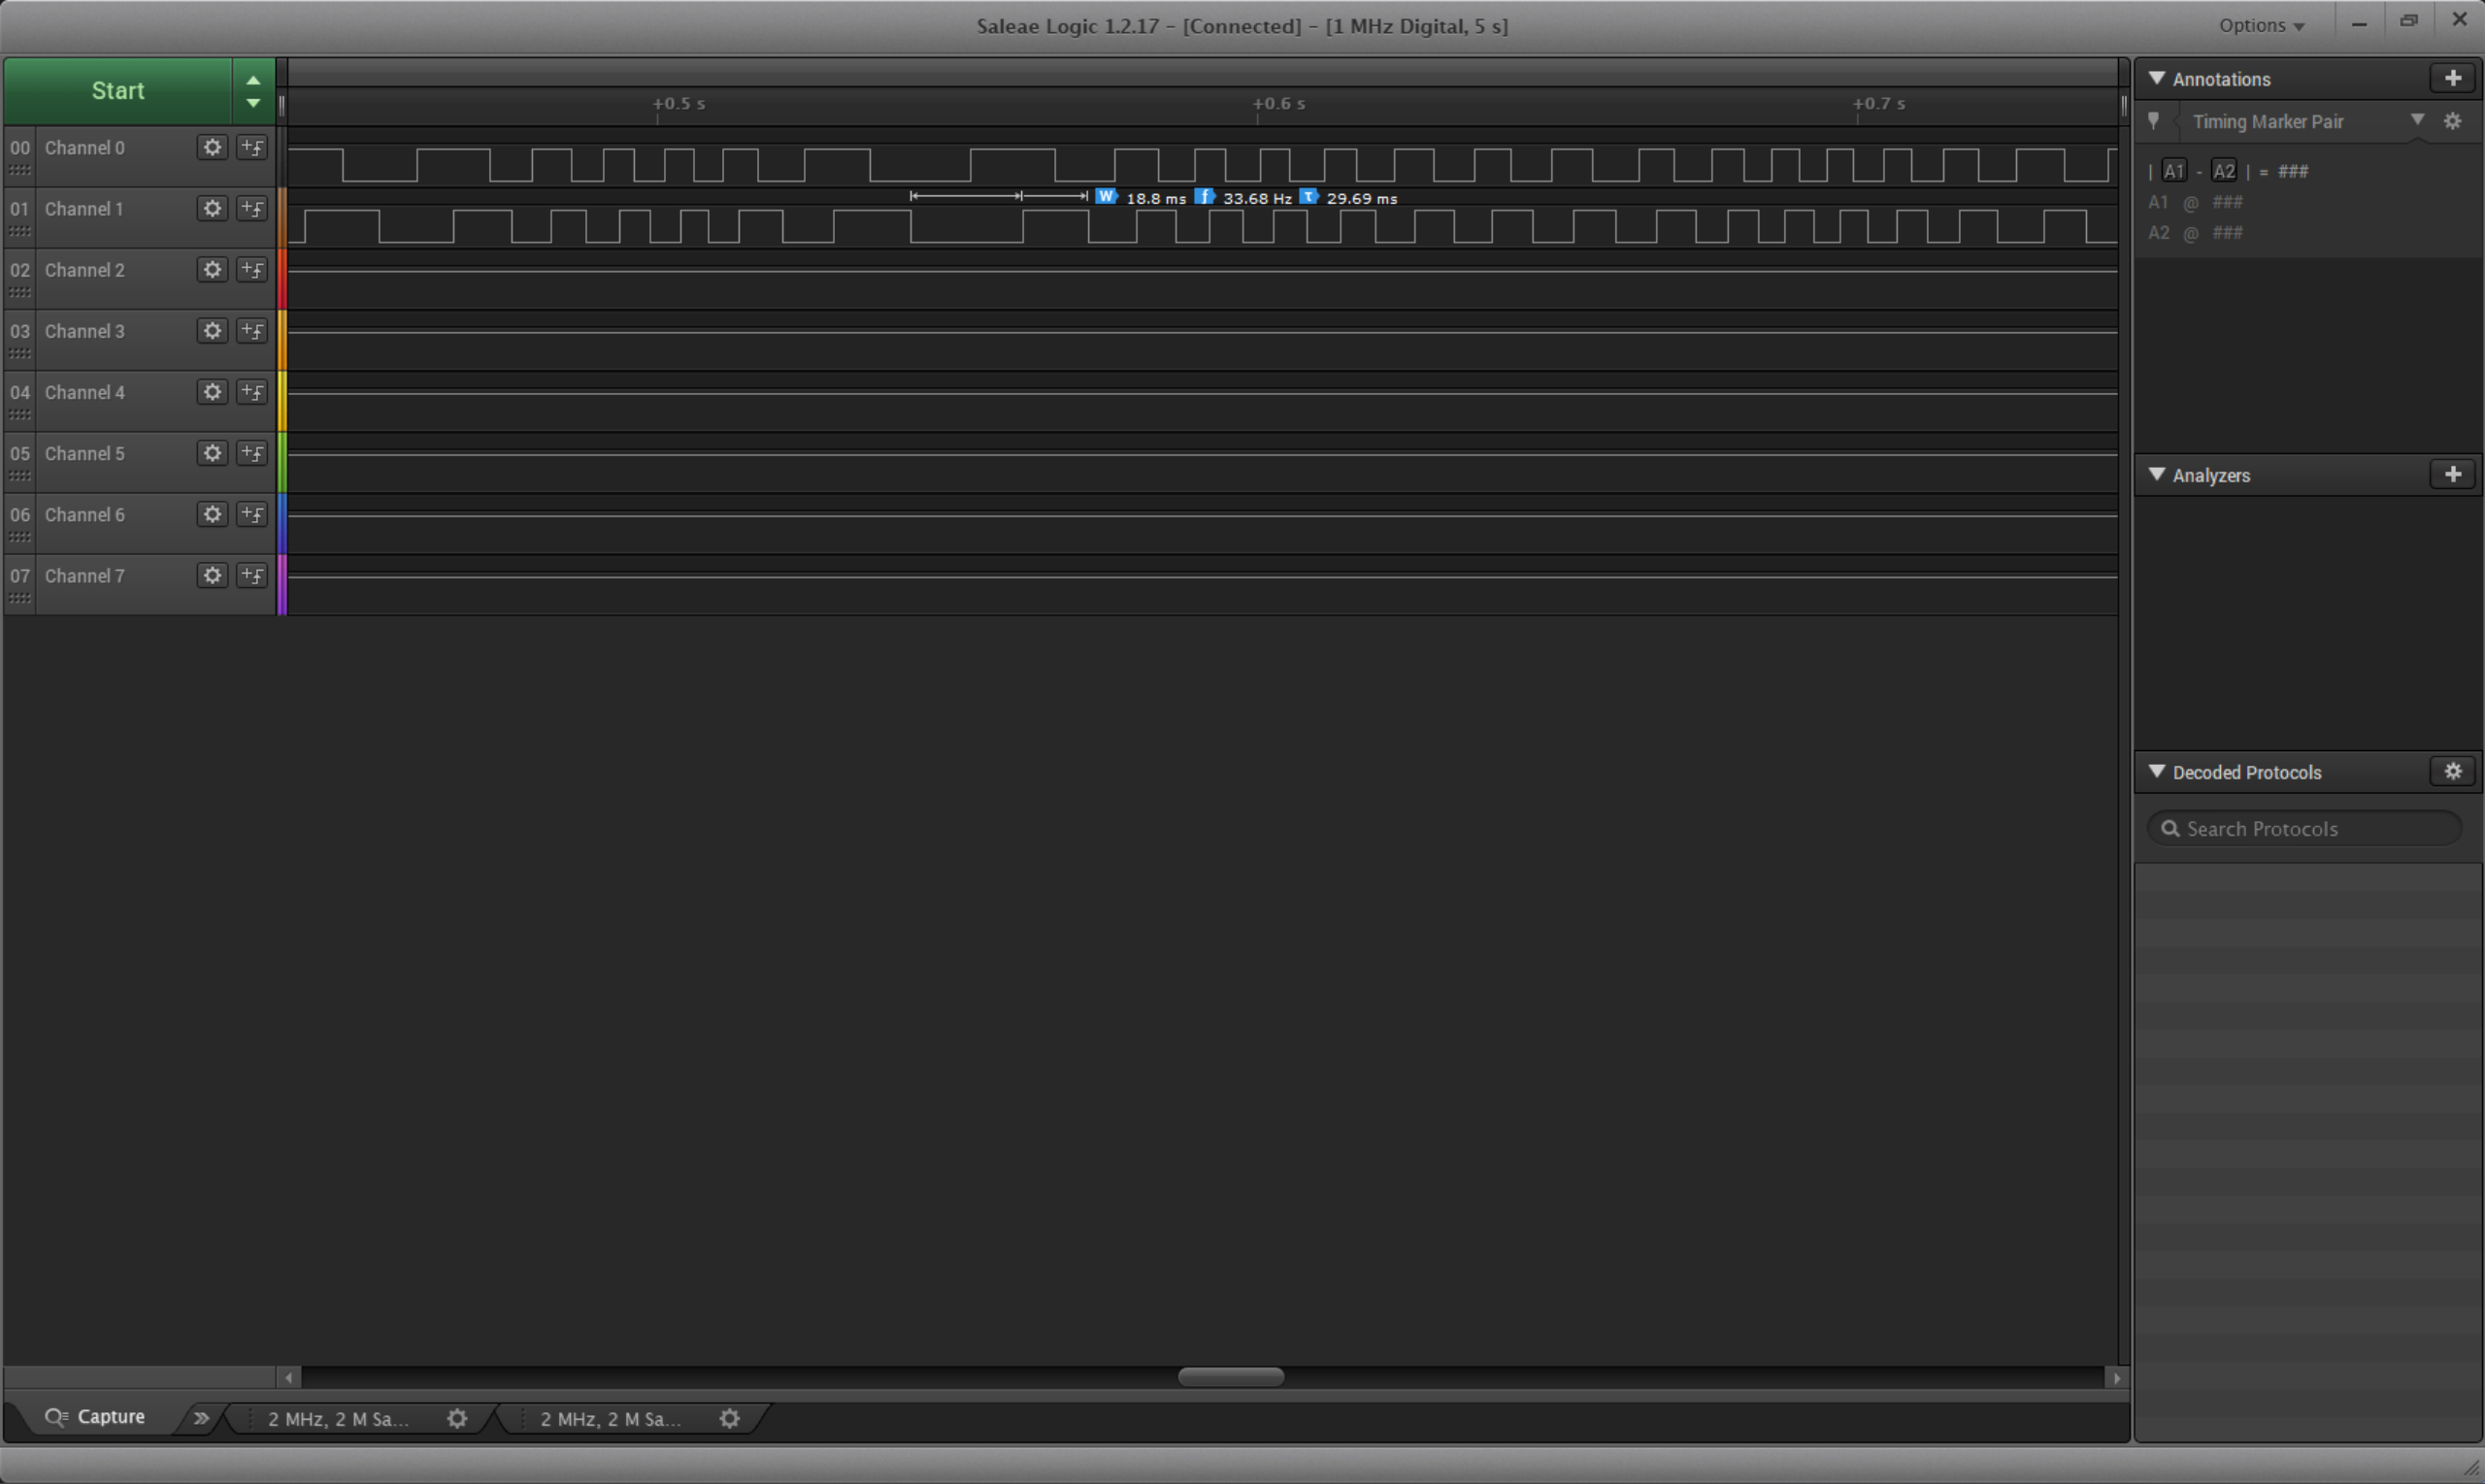 Saleae Logic 1.2.17 - [Connected] - [1 MHz Digital, 5 s]
Options
Start
+0.5 s
+0.6 s
+0.7 s
00 Channel 0
W 18.8 ms f 33.68 Hz τ 29.69 ms
01 Channel 1
02 Channel 2
03 Channel 3
04 Channel 4
05 Channel 5
06 Channel 6
07 Channel 7
Annotations
Timing Marker Pair
| A1 - A2 | = ###
A1 @ ###
A2 @ ###
Analyzers
Decoded Protocols
Search Protocols
Capture
2 MHz, 2 M Sa...
2 MHz, 2 M Sa...